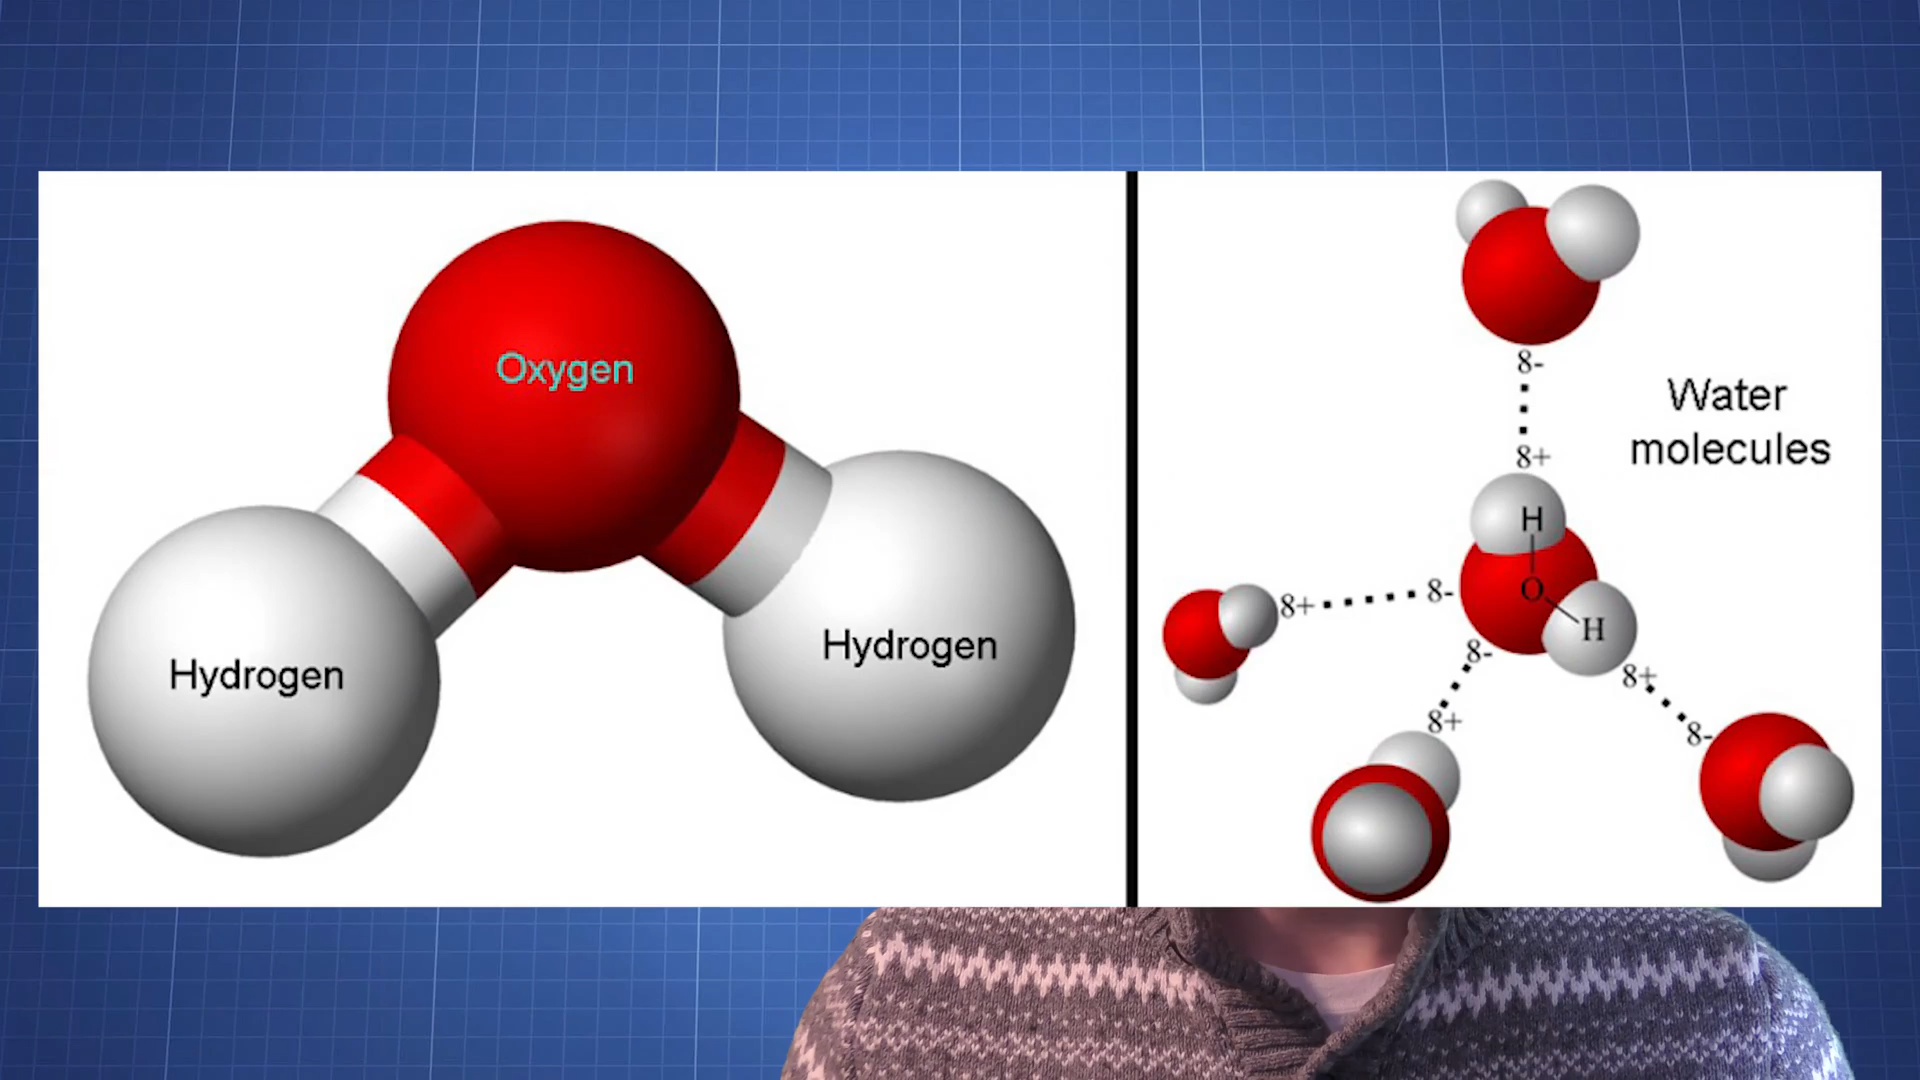 Oxygen
Hydrogen
Hydrogen
Water
molecules
8-
8+
H
O
H
8+
8-
8-
8+
8+
8-